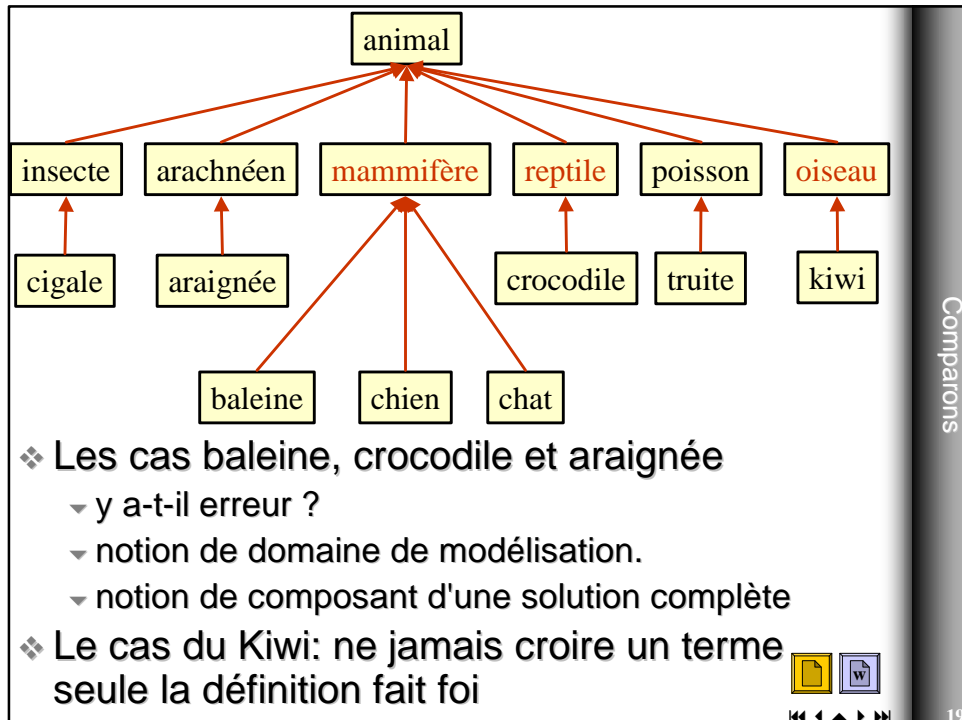 animal
insecte arachnéen mammifère reptile poisson oiseau
cigale araignée crocodile truite kiwi
baleine chien chat
Les cas baleine, crocodile et araignée
y a-t-il erreur ?
notion de domaine de modélisation.
notion de composant d'une solution complète
Le cas du Kiwi: ne jamais croire un terme
seule la définition fait foi
W
Comparons